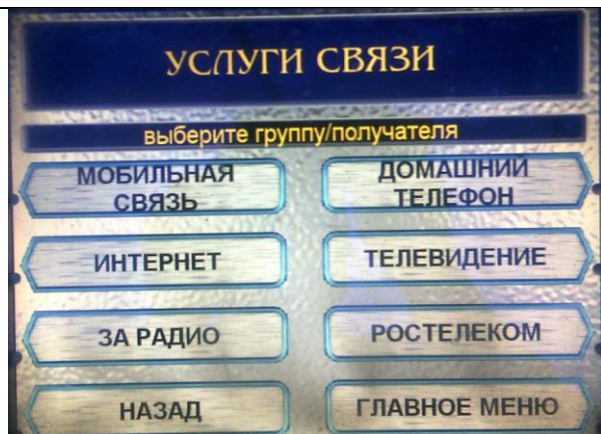 УСЛУГИ СВЯЗИ
выберите группу/получателя
МОБИЛЬНАЯ
СВЯЗЬ
ДОМАШНИЙ
ТЕЛЕФОН
ИНТЕРНЕТ
ТЕЛЕВИДЕНИЕ
ЗА РАДИО
РОСТЕЛЕКОМ
НАЗАД
ГЛАВНОЕ МЕНЮ